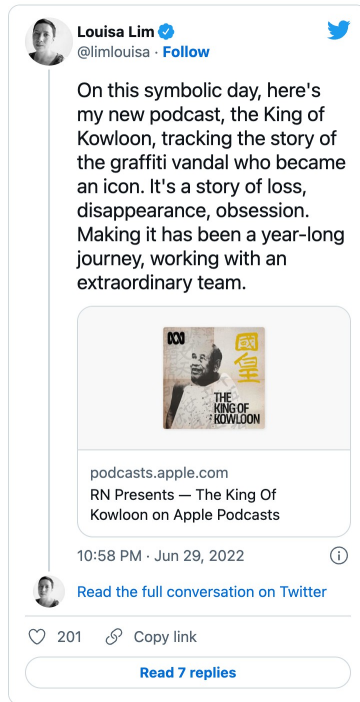 Louisa Lim
@limlouisa · Follow
On this symbolic day, here's
my new podcast, the King of
Kowloon, tracking the story of
the graffiti vandal who became
an icon. It's a story of loss,
disappearance, obsession.
Making it has been a year-long
journey, working with an
extraordinary team.
國皇
THE
KING OF
KOWLOON
podcasts.apple.com
RN Presents — The King Of
Kowloon on Apple Podcasts
10:58 PM · Jun 29, 2022
Read the full conversation on Twitter
201 Copy link
Read 7 replies